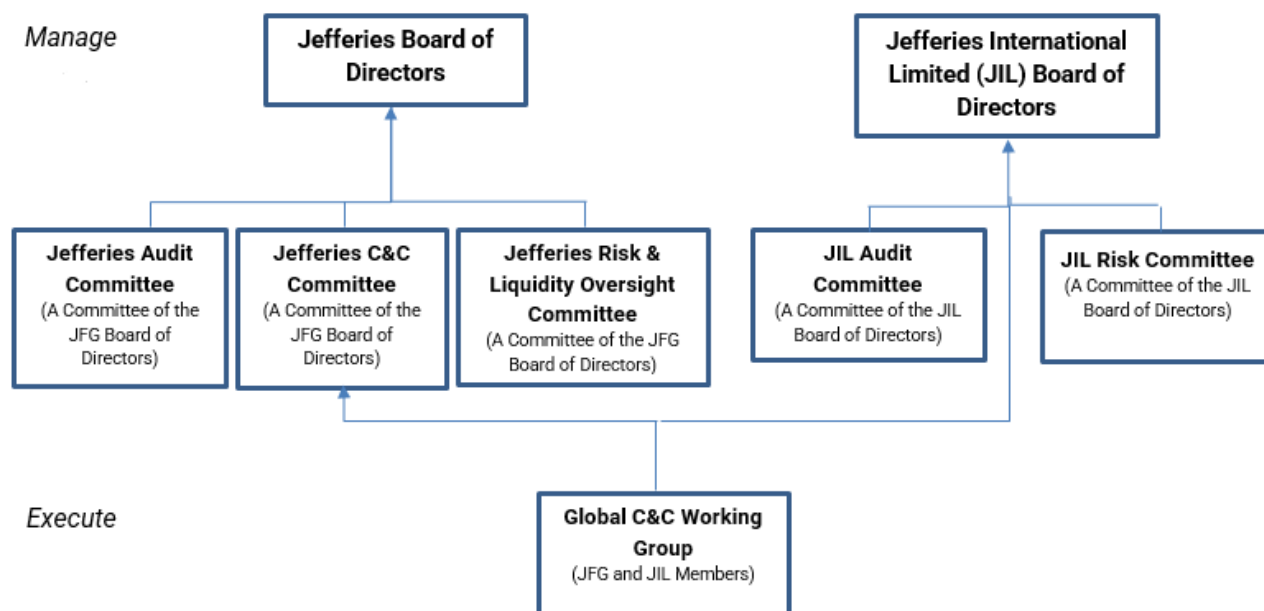 Manage
Jefferies Board of
Directors
Jefferies International
Limited (JIL) Board of
Directors
Jefferies Audit
Committee
(A Committee of the
JFG Board of
Directors)
Jefferies C&C
Committee
(A Committee of the
JFG Board of
Directors)
Jefferies Risk &
Liquidity Oversight
Committee
(A Committee of the JFG
Board of Directors)
JIL Audit
Committee
(A Committee of the JIL
Board of Directors)
JIL Risk Committee
(A Committee of the JIL
Board of Directors)
Execute
Global C&C Working
Group
(JFG and JIL Members)